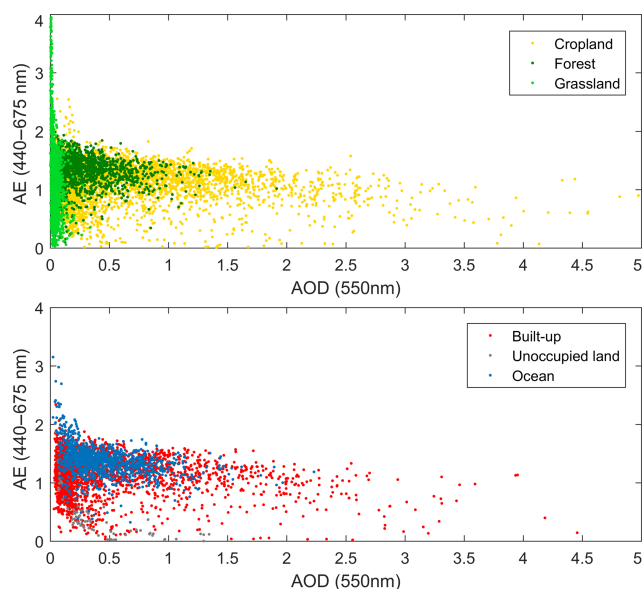 4
3
2
1
0
AE (440–675 nm)
Cropland
Forest
Grassland
0 0.5 1 1.5 2 2.5 3 3.5 4 4.5 5
AOD (550nm)
4
3
2
1
0
AE (440–675 nm)
Built-up
Unoccupied land
Ocean
0 0.5 1 1.5 2 2.5 3 3.5 4 4.5 5
AOD (550nm)